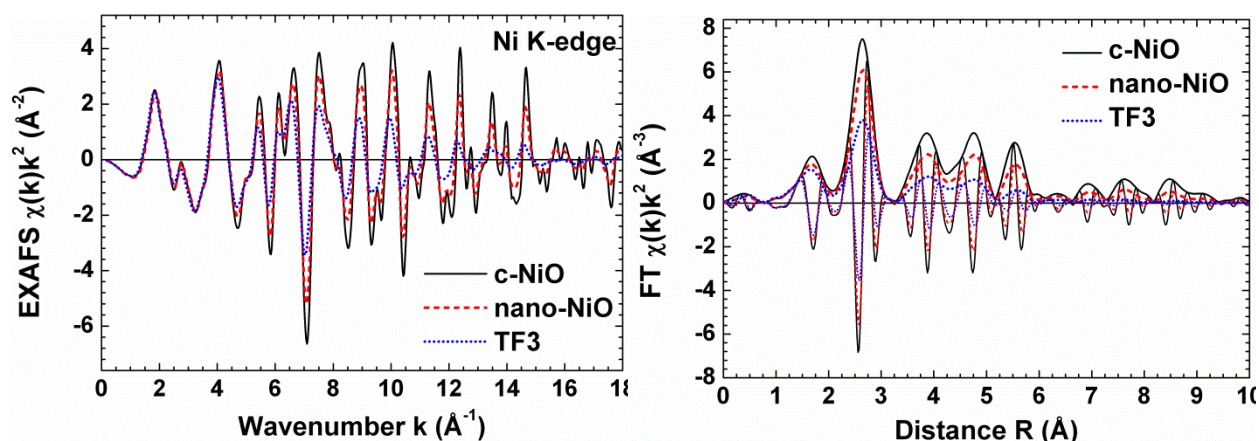 Ni K-edge
EXAFS χ(k)k² (Å⁻²)
4
2
0
-2
-4
-6
c-NiO
nano-NiO
TF3
0 2 4 6 8 10 12 14 16 18
Wavenumber k (Å⁻¹)
FT χ(k)k² (Å⁻³)
8
6
4
2
0
-2
-4
-6
-8
c-NiO
nano-NiO
TF3
0 1 2 3 4 5 6 7 8 9 10
Distance R (Å)